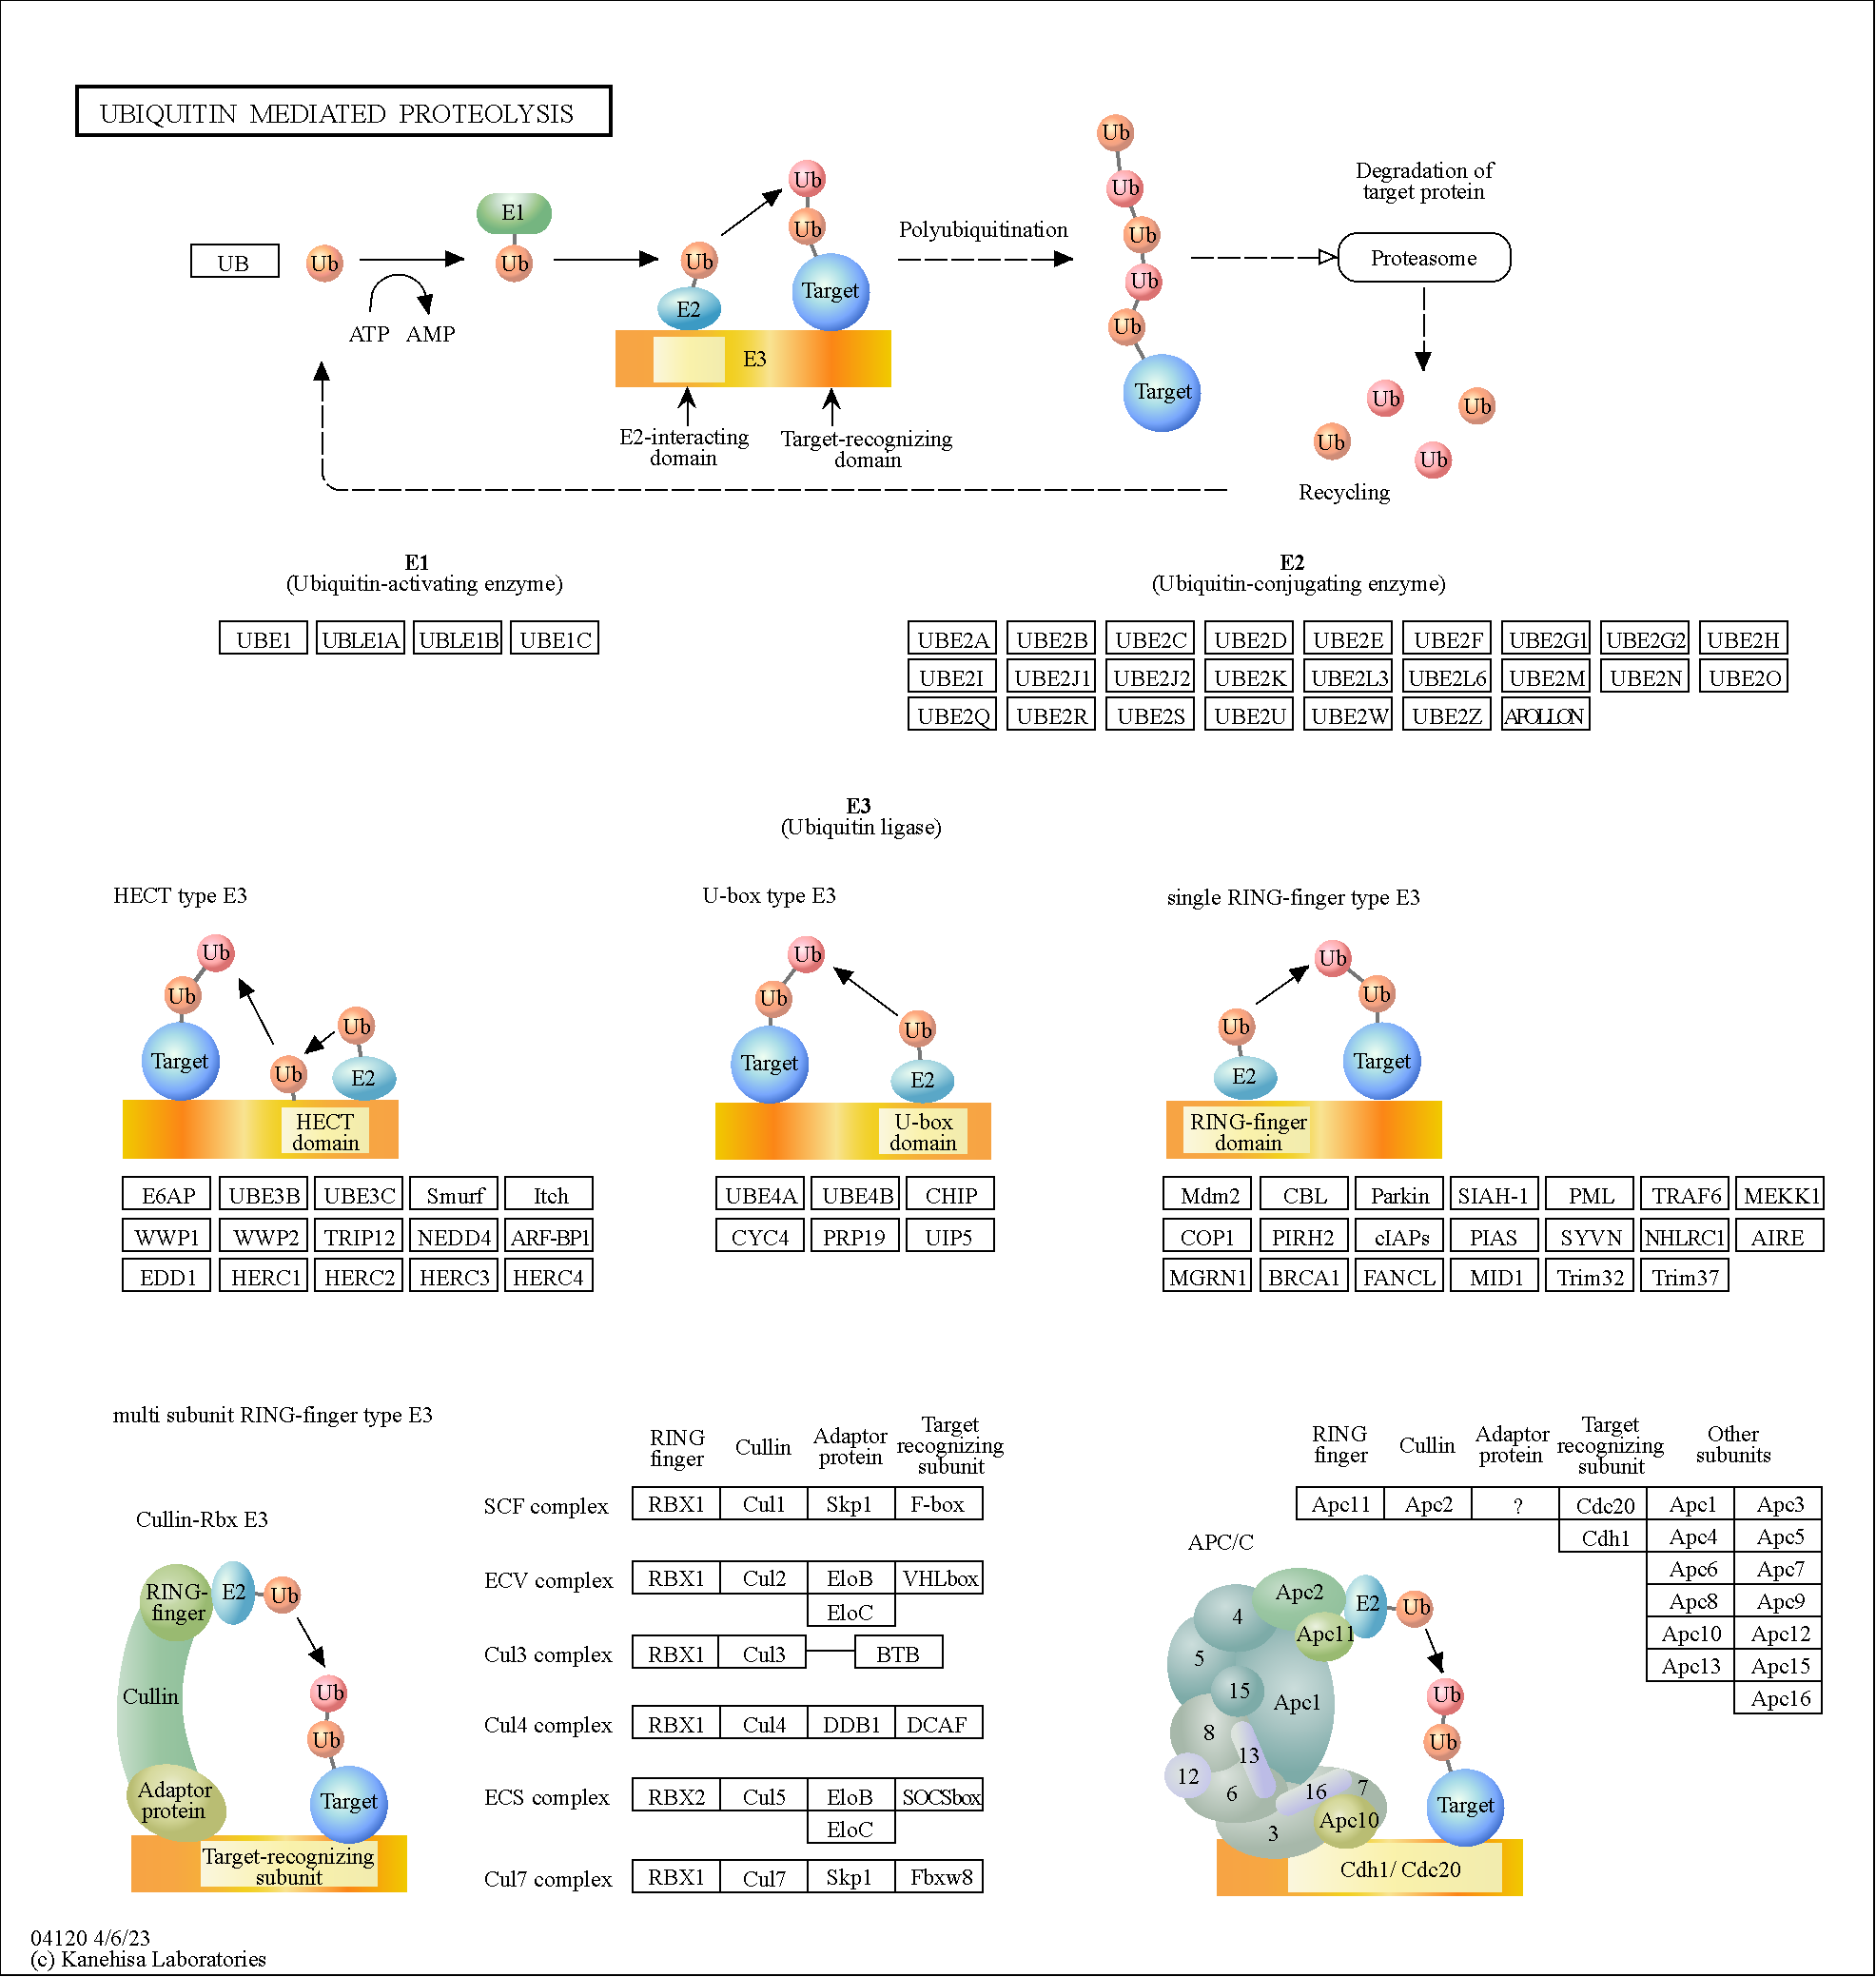 UBIQUITIN MEDIATED PROTEOLYSIS
UB
Ub
ATP AMP
E1
Ub
Ub
E2
Ub
Ub
Target
E3
E2-interacting
domain
Target-recognizing
domain
Polyubiquitination
Ub
Ub
Ub
Ub
Ub
Target
Degradation of
target protein
Proteasome
Ub
Ub
Ub
Ub
Recycling
E1
(Ubiquitin-activating enzyme)
UBE1 UBLE1A UBLE1B UBE1C
E2
(Ubiquitin-conjugating enzyme)
UBE2A UBE2B UBE2C UBE2D UBE2E UBE2F UBE2G1 UBE2G2 UBE2H
UBE2I UBE2J1 UBE2J2 UBE2K UBE2L3 UBE2L6 UBE2M UBE2N UBE2O
UBE2Q UBE2R UBE2S UBE2U UBE2W UBE2Z APOLLON
E3
(Ubiquitin ligase)
HECT type E3
Ub
Ub
Ub
Target
Ub
E2
HECT
domain
E6AP UBE3B UBE3C Smurf Itch
WWP1 WWP2 TRIP12 NEDD4 ARF-BP1
EDD1 HERC1 HERC2 HERC3 HERC4
U-box type E3
Ub
Ub
Ub
Target
E2
U-box
domain
UBE4A UBE4B CHIP
CYC4 PRP19 UIP5
single RING-finger type E3
Ub
Ub
Ub
E2
Target
RING-finger
domain
Mdm2 CBL Parkin SIAH-1 PML TRAF6 MEKK1
COP1 PIRH2 cIAPs PIAS SYVN NHLRC1 AIRE
MGRN1 BRCA1 FANCL MID1 Trim32 Trim37
multi subunit RING-finger type E3
Cullin-Rbx E3
RING-
finger
E2
Ub
Cullin
Ub
Ub
Adaptor
protein
Target
Target-recognizing
subunit
RING
finger
Cullin
Adaptor
protein
Target
recognizing
subunit
SCF complex RBX1 Cul1 Skp1 F-box
ECV complex RBX1 Cul2 EloB VHLbox
EloC
Cul3 complex RBX1 Cul3 BTB
Cul4 complex RBX1 Cul4 DDB1 DCAF
ECS complex RBX2 Cul5 EloB SOCSbox
EloC
Cul7 complex RBX1 Cul7 Skp1 Fbxw8
RING
finger
Cullin
Adaptor
protein
Target
recognizing
subunit
Other
subunits
Apc11 Apc2 ? Cdc20 Apc1 Apc3
Cdh1 Apc4 Apc5
Apc6 Apc7
Apc8 Apc9
Apc10 Apc12
Apc13 Apc15
Apc16
APC/C
Apc2
E2
Ub
4
Apc11
5
15
Apc1
Ub
8
13
Ub
12
6
16
7
Target
3
Apc10
Cdh1/ Cdc20
04120 4/6/23
(c) Kanehisa Laboratories